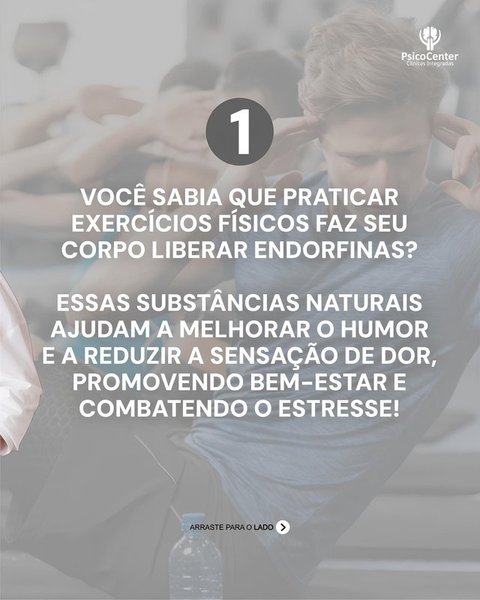 PsicoCenter
Clínicas Integradas
1
VOCÊ SABIA QUE PRATICAR
EXERCÍCIOS FÍSICOS FAZ SEU
CORPO LIBERAR ENDORFINAS?
ESSAS SUBSTÂNCIAS NATURAIS
AJUDAM A MELHORAR O HUMOR
E A REDUZIR A SENSAÇÃO DE DOR,
PROMOVENDO BEM-ESTAR E
COMBATENDO O ESTRESSE!
ARRASTE PARA O LADO